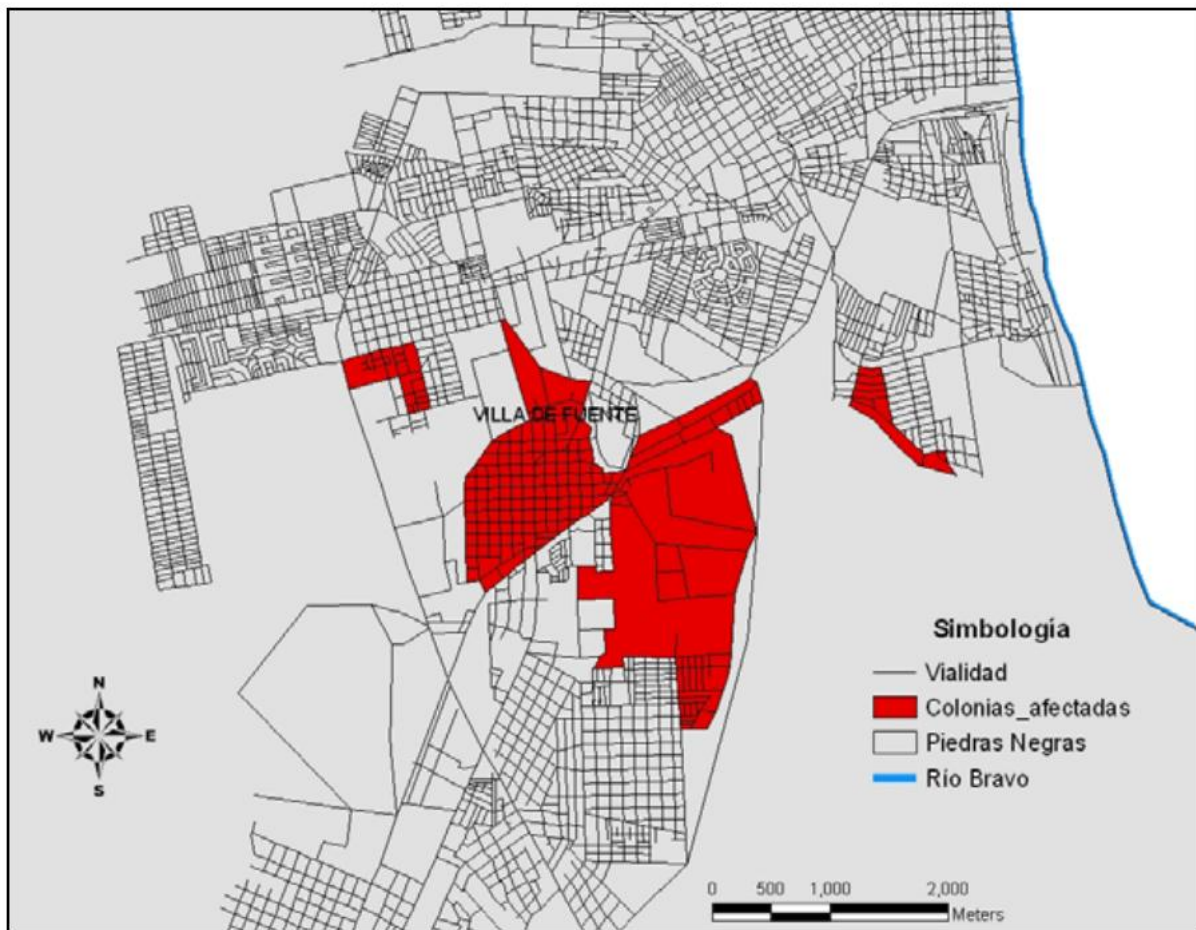 VILLA DE FUENTE
Simbología
Vialidad
Colonias_afectadas
Piedras Negras
Río Bravo
N
W E
S
0 500 1,000 2,000
Meters